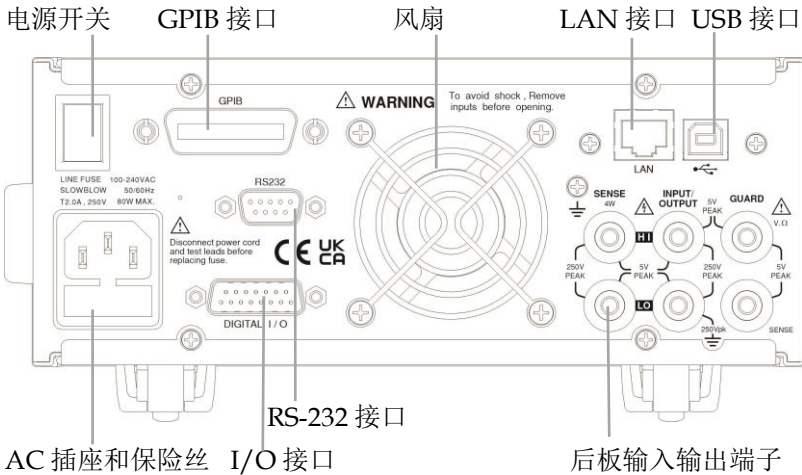 电源开关 GPIB 接口 风扇 LAN 接口 USB 接口
GPIB
WARNING
To avoid shock , Remove
inputs before opening.
LAN
LINE FUSE 100-240VAC
SLOWBLOW 50/60Hz
T2.0A , 250V 80W MAX.
RS232
Disconnect power cord
and test leads before
replacing fuse.
CE UK
CA
DIGITAL I / O
SENSE
4W
INPUT/
OUTPUT
5V
PEAK
GUARD
V.Ω
HI
250V
PEAK
5V
PEAK
250V
PEAK
5V
PEAK
LO
250Vpk
SENSE
RS-232 接口
AC 插座和保险丝 I/O 接口 后板输入输出端子